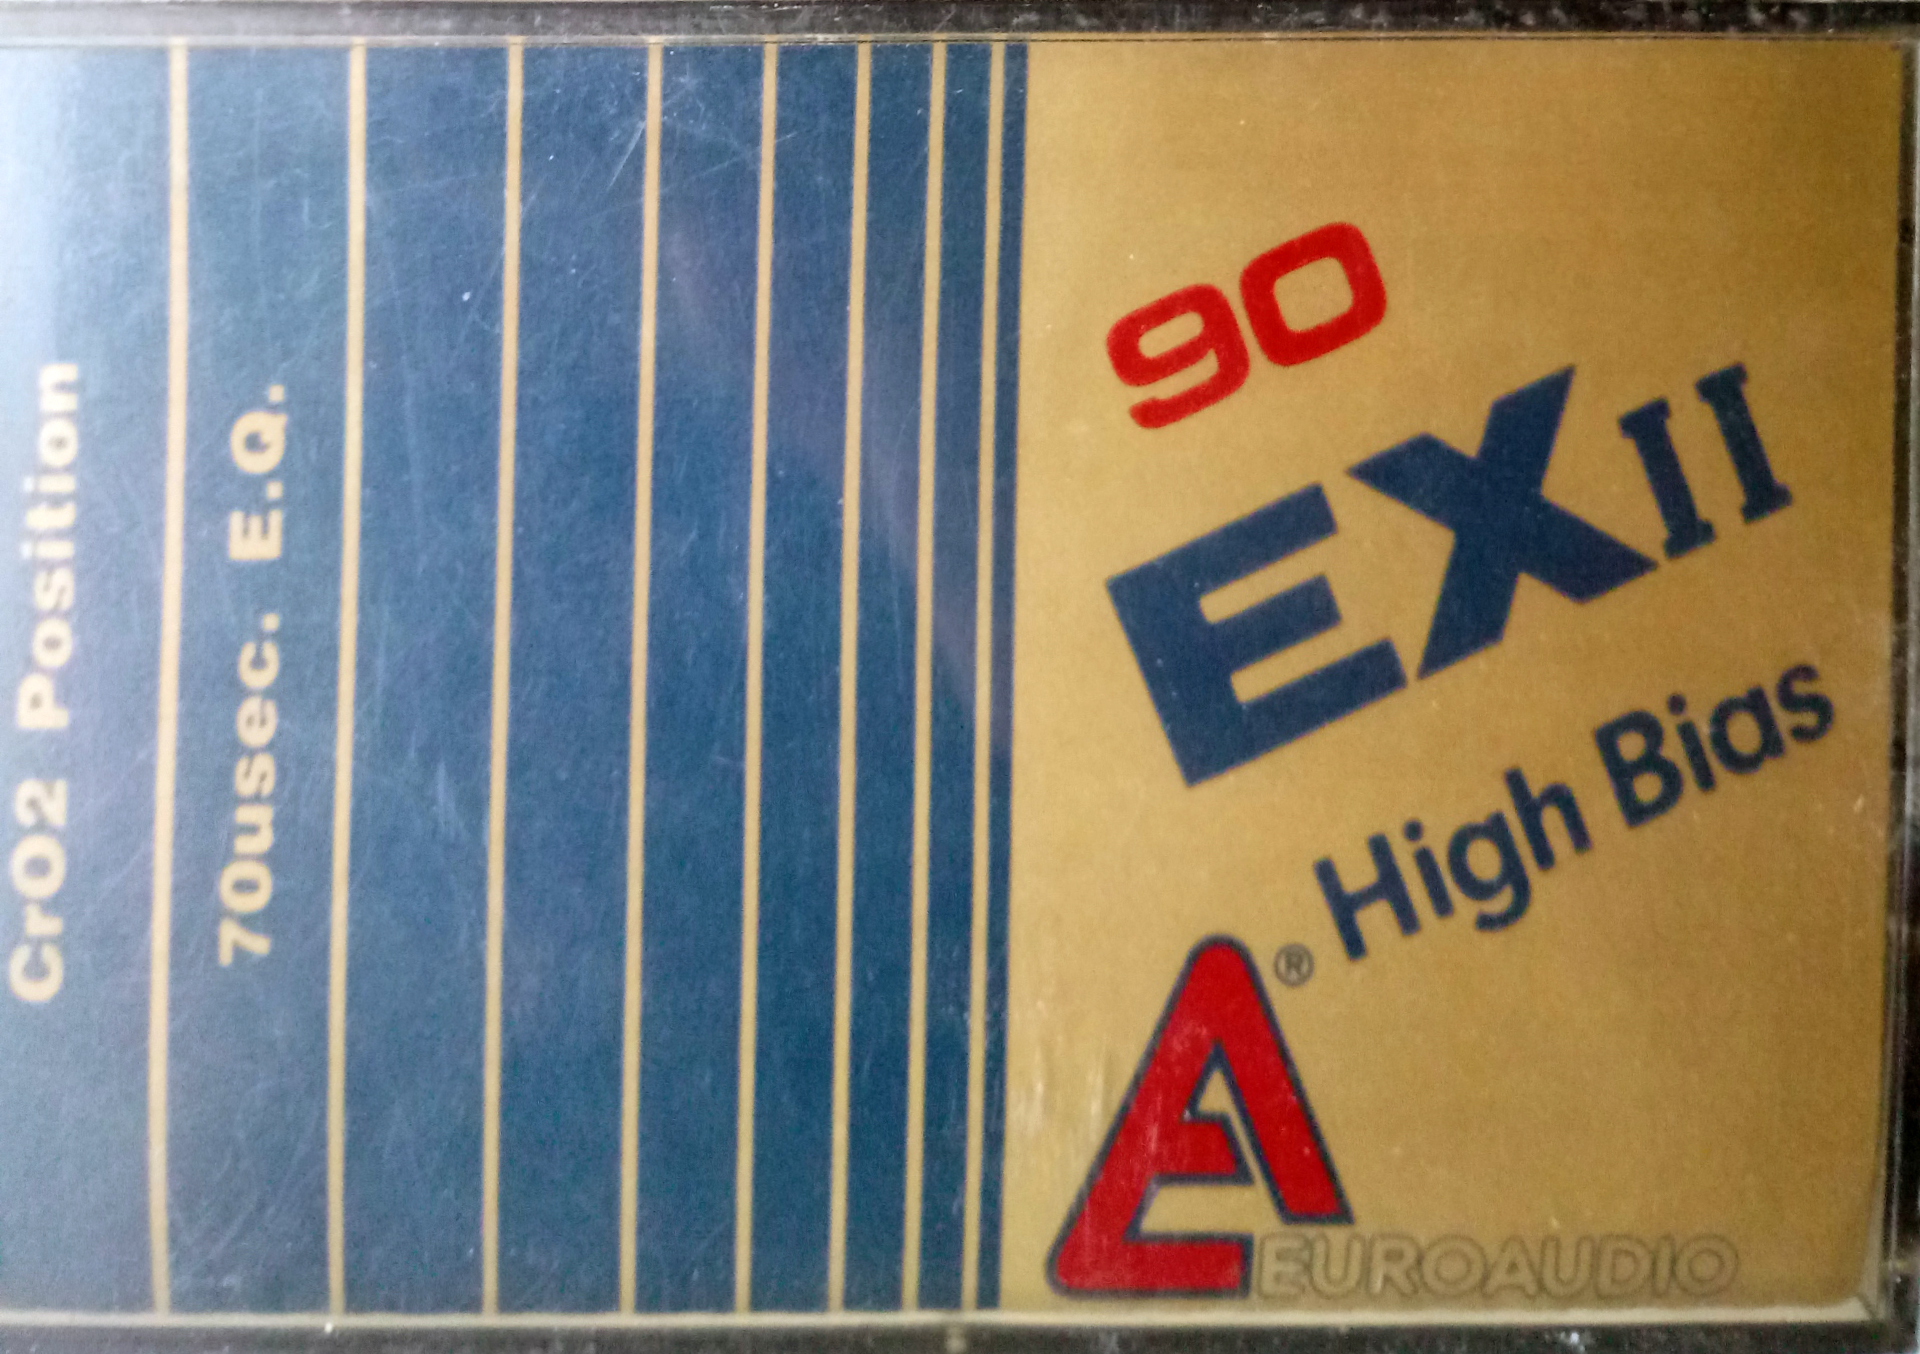 CrO2 Position
70usec. E.Q.
90
EXII
High Bias
®
EUROAUDIO